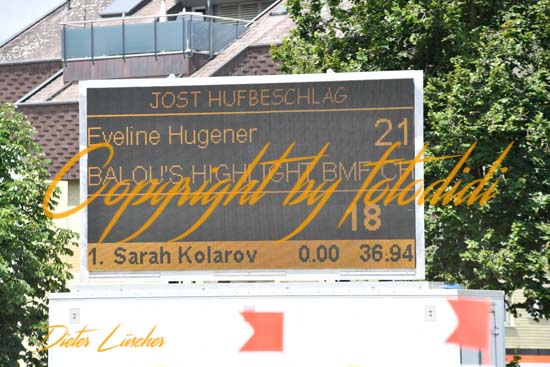 JOST HUFBESCHLAG
Eveline Hugener 21
BALOU'S HIGHLIGHT BMF CH
18
1. Sarah Kolarov 0.00 36.94
Copyright by fotodidi
Dieter Lüscher